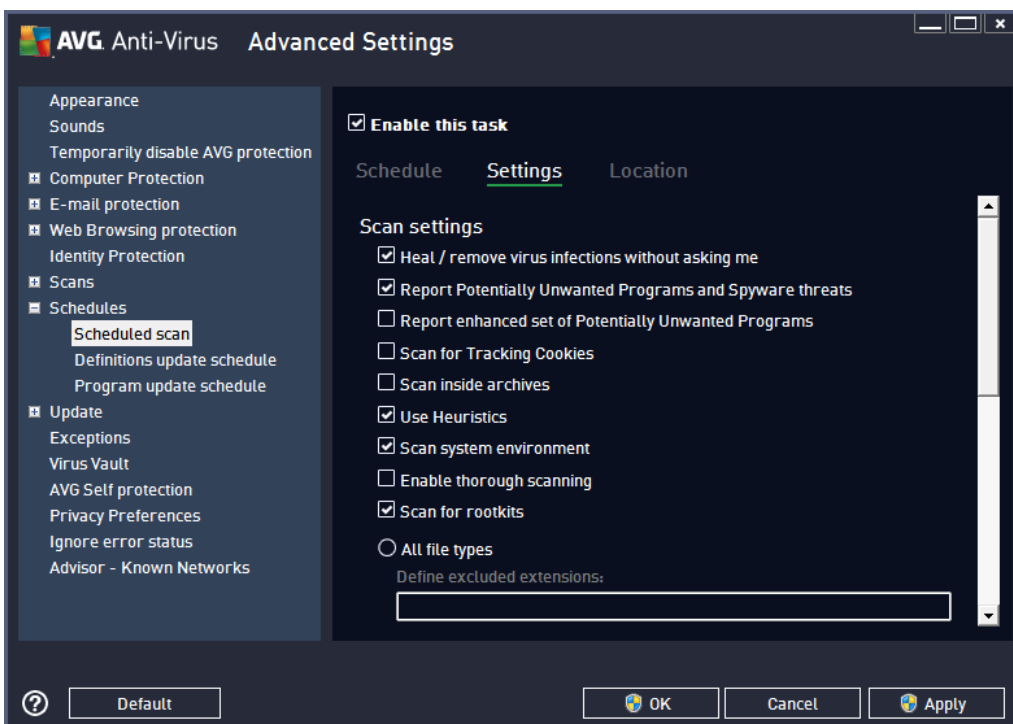 AVG. Anti-Virus Advanced Settings
Appearance
Sounds
Temporarily disable AVG protection
Computer Protection
E-mail protection
Web Browsing protection
Identity Protection
Scans
Schedules
Scheduled scan
Definitions update schedule
Program update schedule
Update
Exceptions
Virus Vault
AVG Self protection
Privacy Preferences
Ignore error status
Advisor - Known Networks
Enable this task
Schedule Settings Location
Scan settings
Heal / remove virus infections without asking me
Report Potentially Unwanted Programs and Spyware threats
Report enhanced set of Potentially Unwanted Programs
Scan for Tracking Cookies
Scan inside archives
Use Heuristics
Scan system environment
Enable thorough scanning
Scan for rootkits
All file types
Define excluded extensions:
? Default OK Cancel Apply